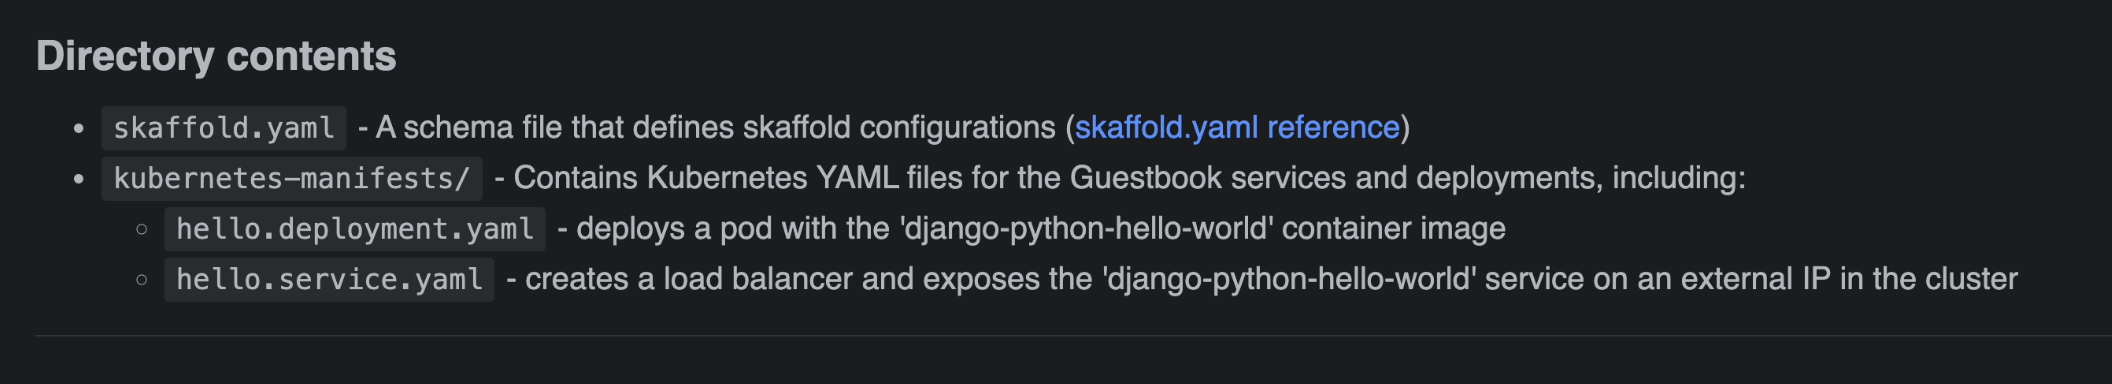 Directory contents
• skaffold.yaml - A schema file that defines skaffold configurations (skaffold.yaml reference)
• kubernetes-manifests/ - Contains Kubernetes YAML files for the Guestbook services and deployments, including:
◦ hello.deployment.yaml - deploys a pod with the 'django-python-hello-world' container image
◦ hello.service.yaml - creates a load balancer and exposes the 'django-python-hello-world' service on an external IP in the cluster